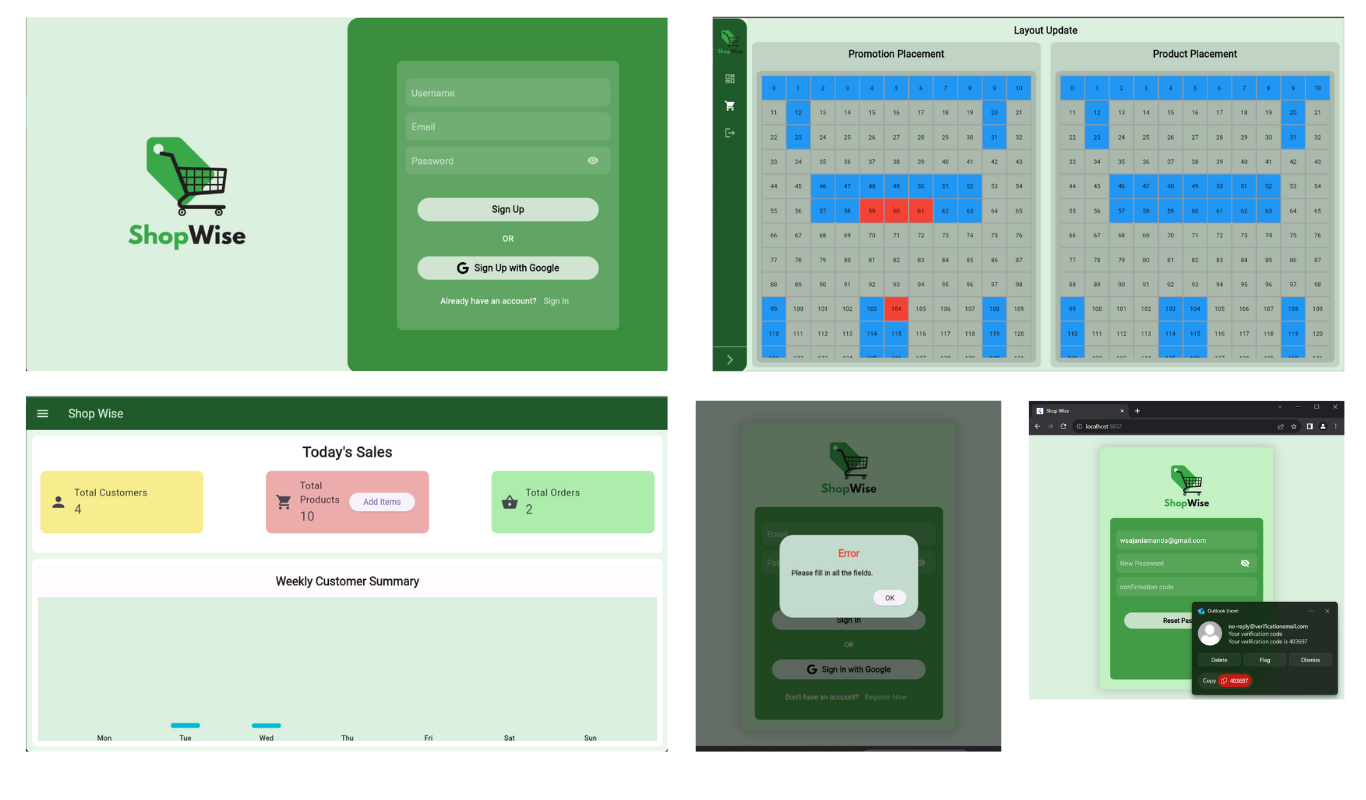 ShopWise
Username
Email
Password
Sign Up
OR
G Sign Up with Google
Already have an account? Sign In
ShopWise
Layout Update
Promotion Placement
0 1 2 3 4 5 6 7 8 9 10
11 12 13 14 15 16 17 18 19 20 21
22 23 24 25 26 27 28 29 30 31 32
33 34 35 36 37 38 39 40 41 42 43
44 45 46 47 48 49 50 51 52 53 54
55 56 57 58 59 60 61 62 63 64 65
66 67 68 69 70 71 72 73 74 75 76
77 78 79 80 81 82 83 84 85 86 87
88 89 90 91 92 93 94 95 96 97 98
99 100 101 102 103 104 105 106 107 108 109
110 111 112 113 114 115 116 117 118 119 120
Product Placement
0 1 2 3 4 5 6 7 8 9 10
11 12 13 14 15 16 17 18 19 20 21
22 23 24 25 26 27 28 29 30 31 32
33 34 35 36 37 38 39 40 41 42 43
44 45 46 47 48 49 50 51 52 53 54
55 56 57 58 59 60 61 62 63 64 65
66 67 68 69 70 71 72 73 74 75 76
77 78 79 80 81 82 83 84 85 86 87
88 89 90 91 92 93 94 95 96 97 98
99 100 101 102 103 104 105 106 107 108 109
110 111 112 113 114 115 116 117 118 119 120
Shop Wise
Today's Sales
Total Customers
4
Total
Products
10
Add Items
Total Orders
2
Weekly Customer Summary
Mon Tue Wed Thu Fri Sat Sun
ShopWise
Email
Error
Please fill in all the fields.
OK
Sign In
OR
G Sign In with Google
Don't have an account? Register Now
Shop Wise
localhost:5032
ShopWise
wsajaniamanda@gmail.com
New Password
confirmation code
Reset Pas
Outlook (new)
no-reply@verificationemail.com
Your verification code
Your verification code is 403697
Delete Flag Dismiss
Copy 403697